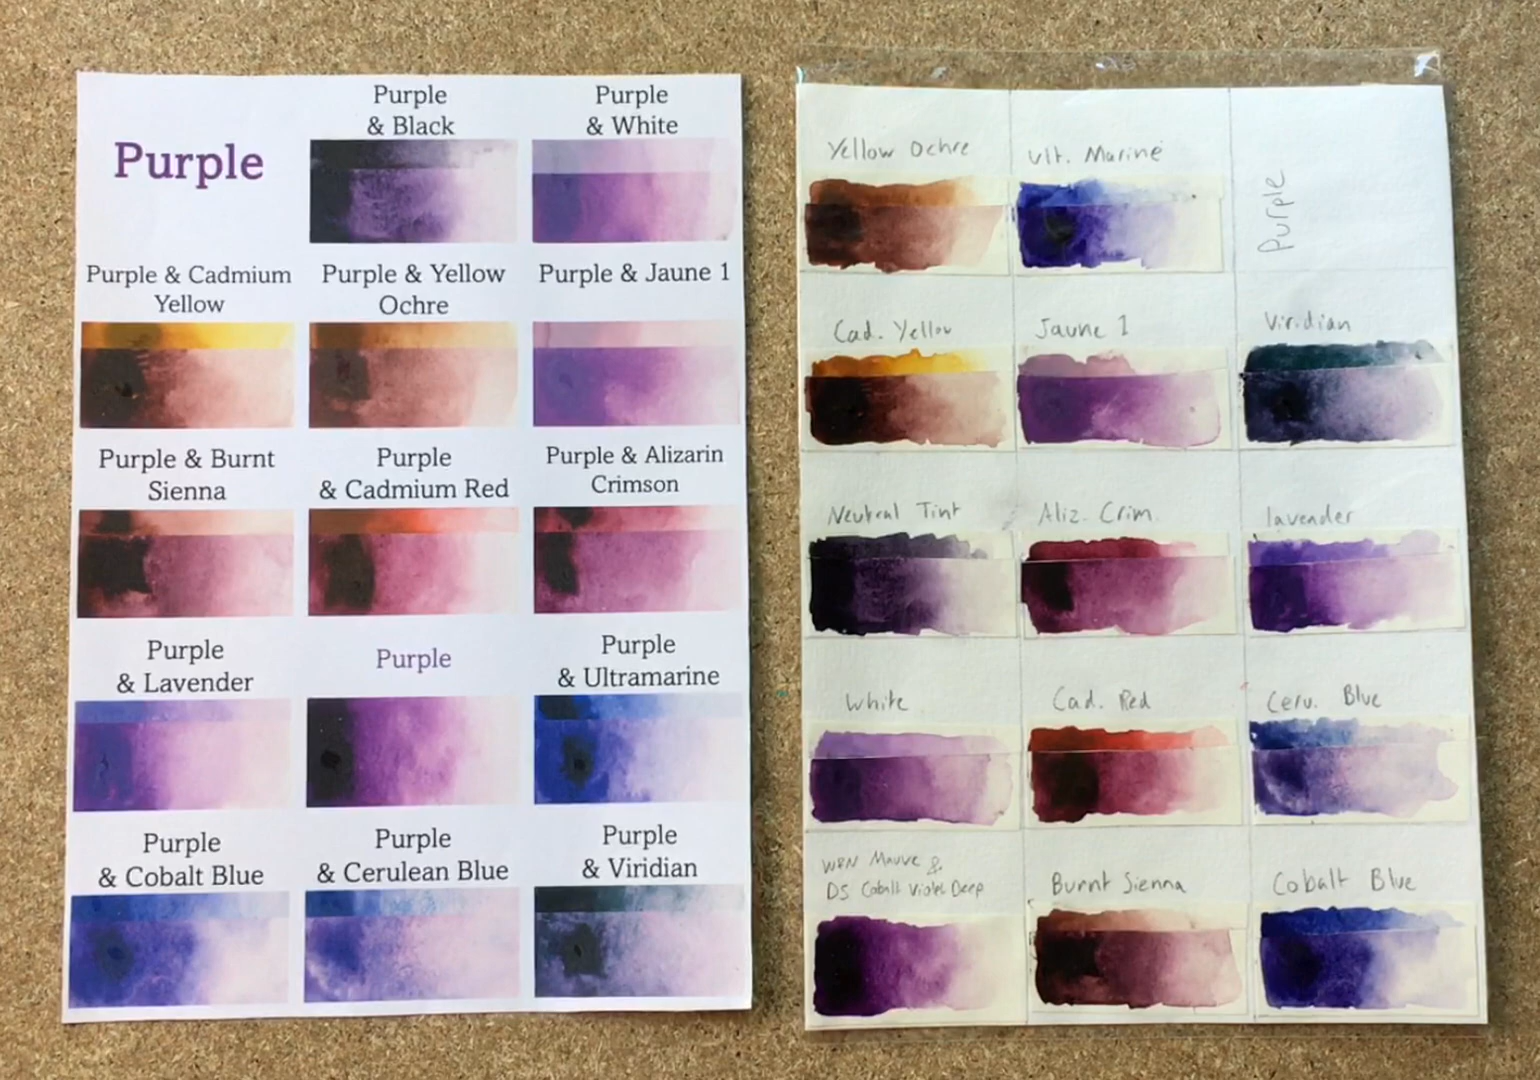 Purple
Purple
& Black
Purple
& White
Purple & Cadmium
Yellow
Purple & Yellow
Ochre
Purple & Jaune 1
Purple & Burnt
Sienna
Purple
& Cadmium Red
Purple & Alizarin
Crimson
Purple
& Lavender
Purple
Purple
& Ultramarine
Purple
& Cobalt Blue
Purple
& Cerulean Blue
Purple
& Viridian
Yellow Ochre
Ult. Marine
Purple
Cad. Yellow
Jaune 1
Viridian
Neutral Tint
Aliz. Crim.
lavender
White
Cad. Red
Ceru. Blue
Mauve &
DS Cobalt Violet Deep
Burnt Sienna
Cobalt Blue